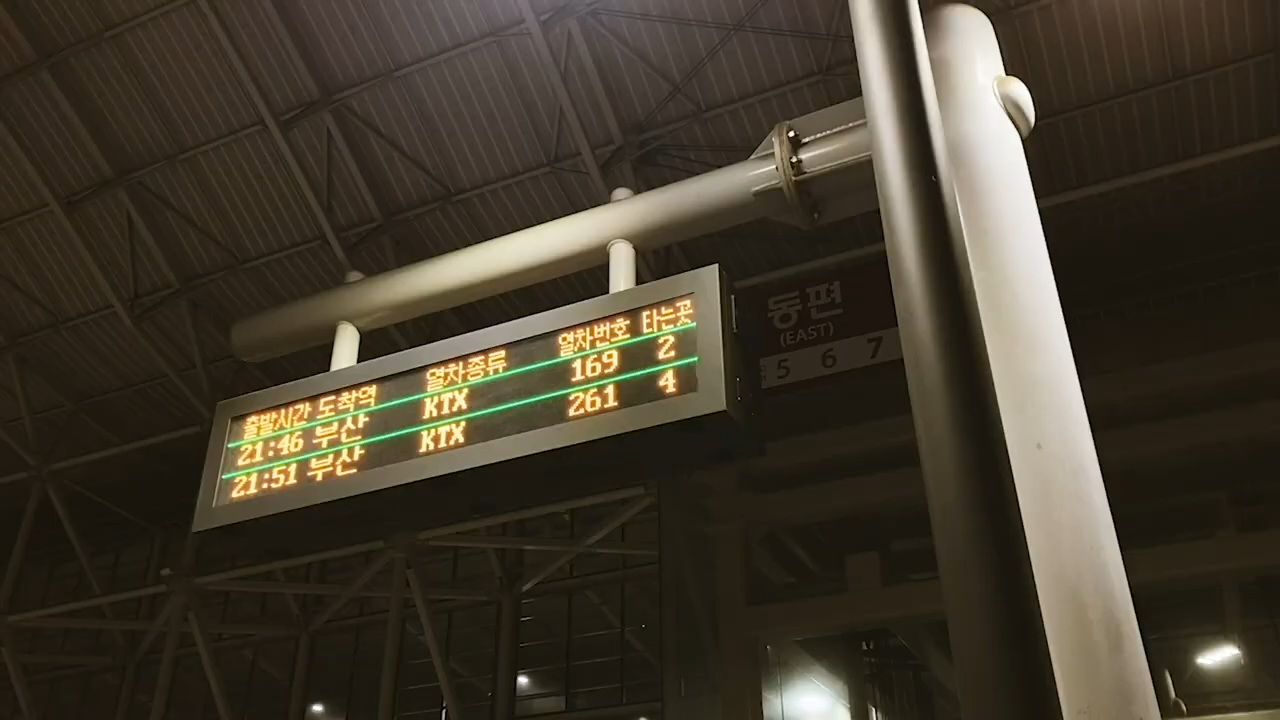 출발시간 도착역 열차종류 열차번호 타는곳
21:46 부산 KTX 169 2
21:51 부산 KTX 261 4
동편
(EAST)
5 6 7